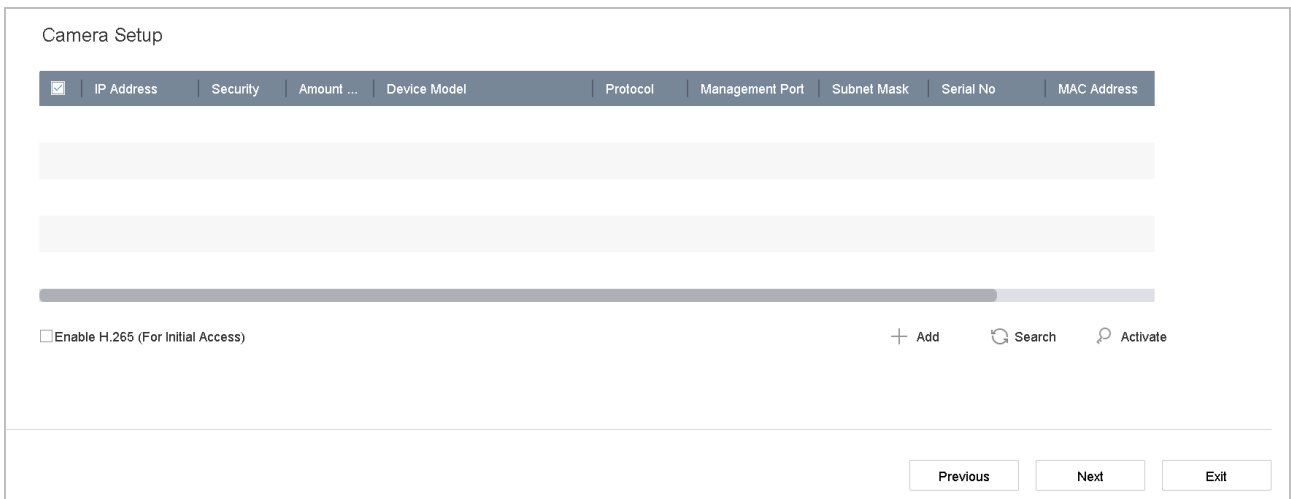 Camera Setup
IP Address Security Amount ... Device Model Protocol Management Port Subnet Mask Serial No MAC Address
Enable H.265 (For Initial Access) Add Search Activate
Previous Next Exit